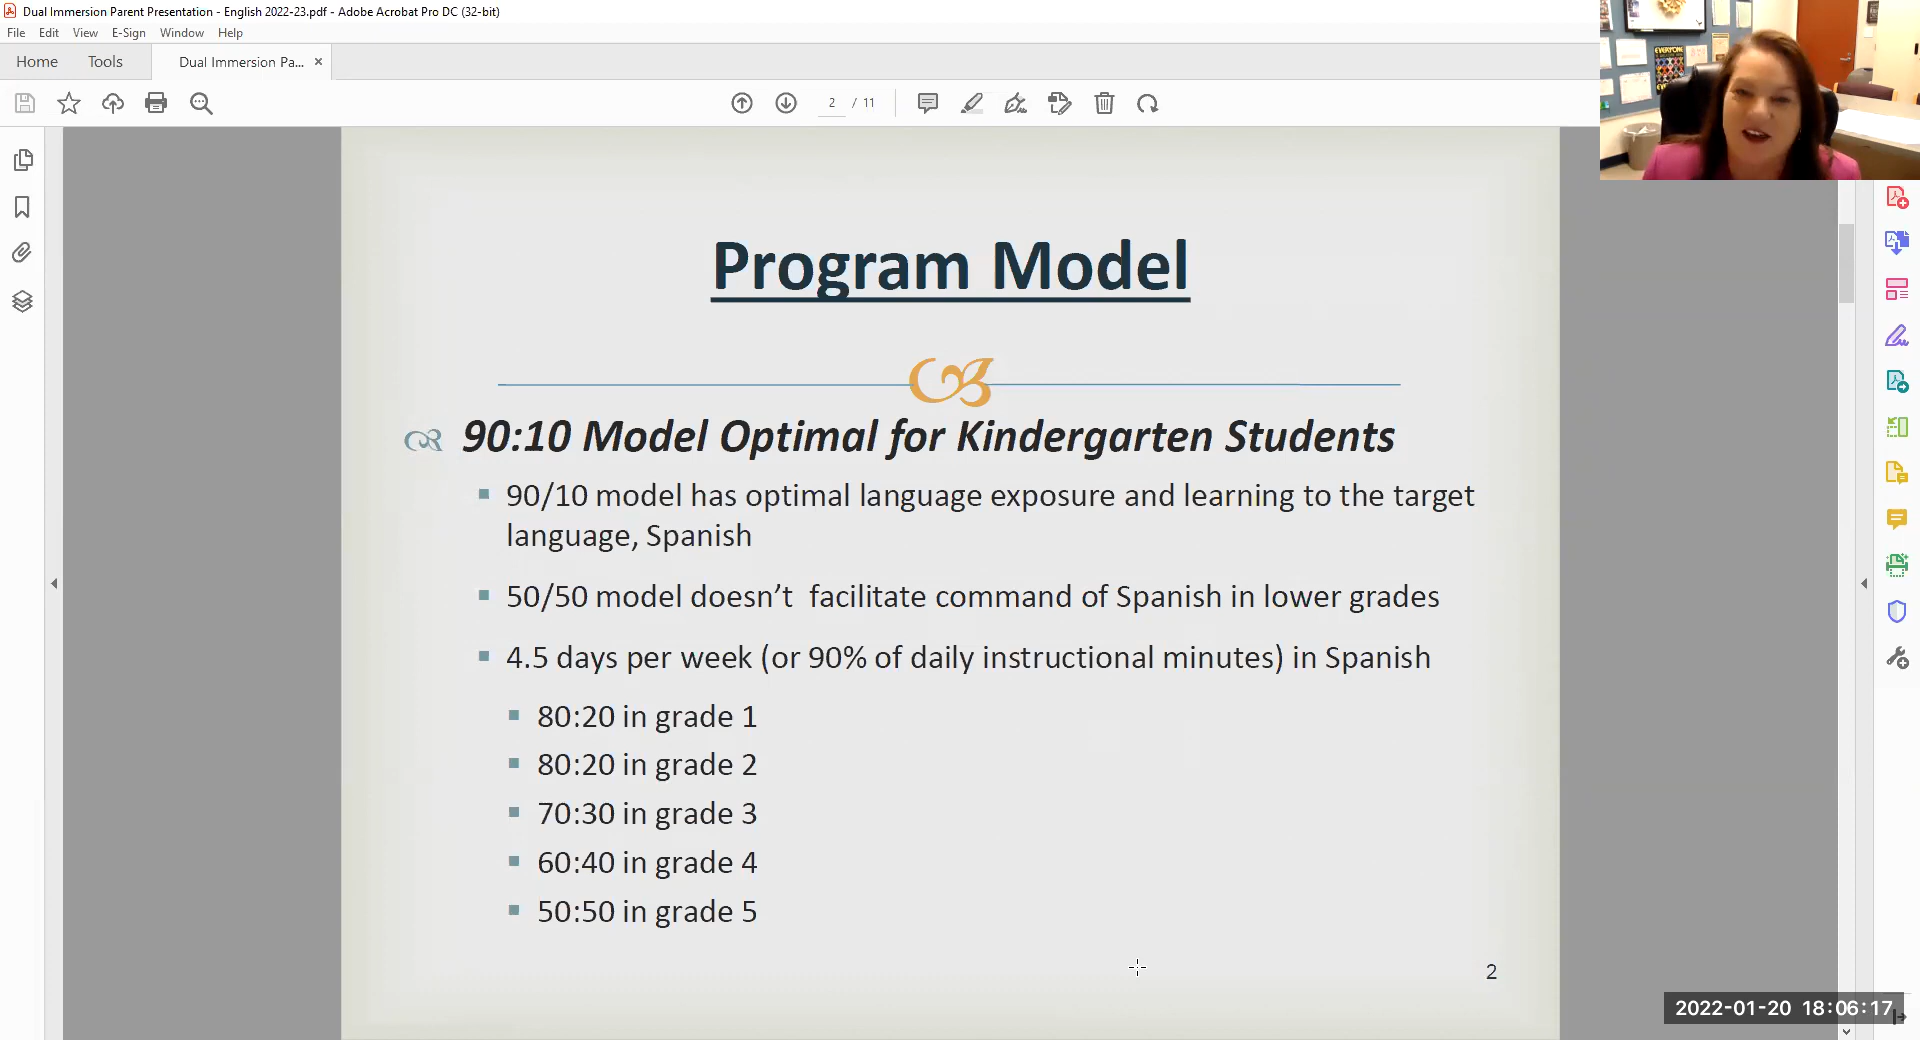 Dual Immersion Parent Presentation - English 2022-23.pdf - Adobe Acrobat Pro DC (32-bit)
File Edit View E-Sign Window Help
Home Tools Dual Immersion Pa... ×
2 / 11
EVERYONE
Program Model
90:10 Model Optimal for Kindergarten Students
90/10 model has optimal language exposure and learning to the target
language, Spanish
50/50 model doesn’t facilitate command of Spanish in lower grades
4.5 days per week (or 90% of daily instructional minutes) in Spanish
80:20 in grade 1
80:20 in grade 2
70:30 in grade 3
60:40 in grade 4
50:50 in grade 5
2
2022-01-20 18:06:17